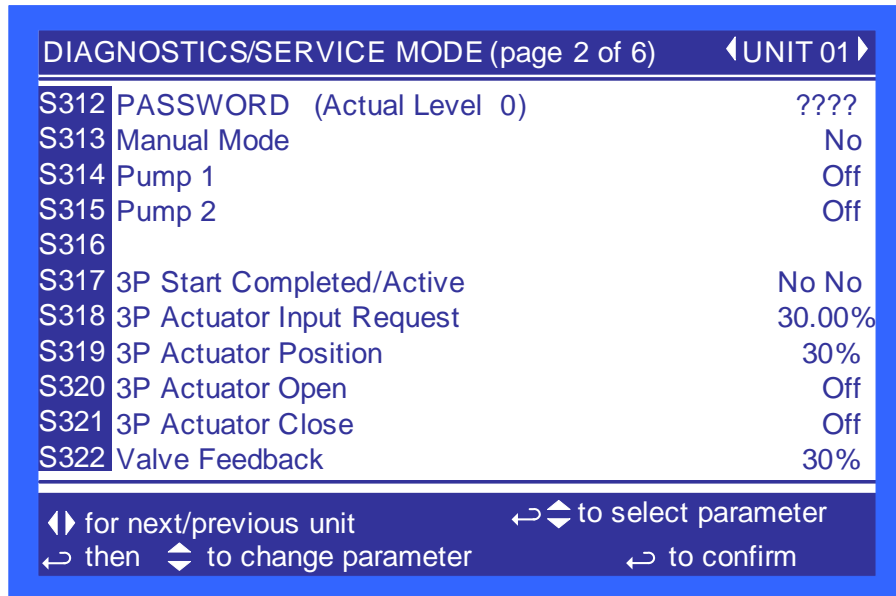 DIAGNOSTICS/SERVICE MODE (page 2 of 6) UNIT 01
S312 PASSWORD (Actual Level 0) ????
S313 Manual Mode No
S314 Pump 1 Off
S315 Pump 2 Off
S316
S317 3P Start Completed/Active No No
S318 3P Actuator Input Request 30.00%
S319 3P Actuator Position 30%
S320 3P Actuator Open Off
S321 3P Actuator Close Off
S322 Valve Feedback 30%
for next/previous unit to select parameter
then to change parameter to confirm